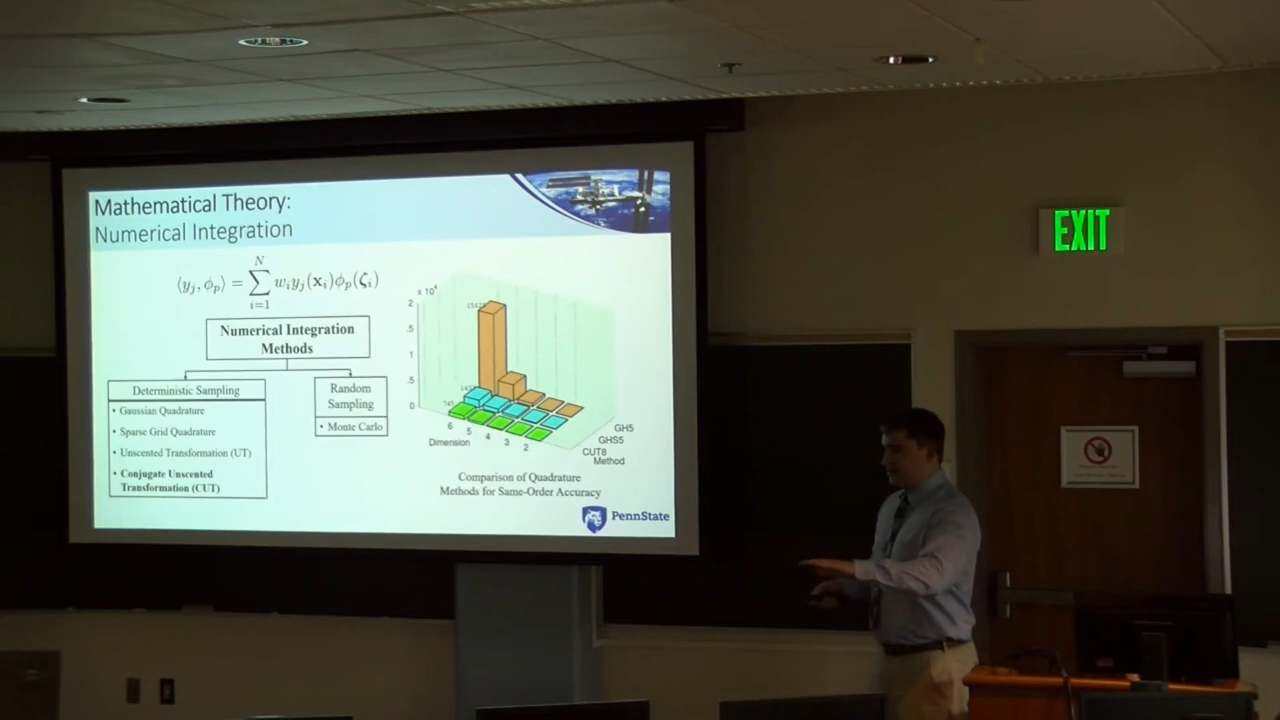 Mathematical Theory:
Numerical Integration
⟨y_j, ϕ_p⟩ = ∑_{i=1}^{N} w_i y_j(𝐱_i)ϕ_p(𝛇_i)
Numerical Integration
Methods
Deterministic Sampling
• Gaussian Quadrature
• Sparse Grid Quadrature
• Unscented Transformation (UT)
• Conjugate Unscented
Transformation (CUT)
Random
Sampling
• Monte Carlo
x 10⁴
2
.5
1
.5
0
6
5
4
3
2
Dimension
GH5
GHS5
CUT8
Method
Comparison of Quadrature
Methods for Same-Order Accuracy
PennState
EXIT